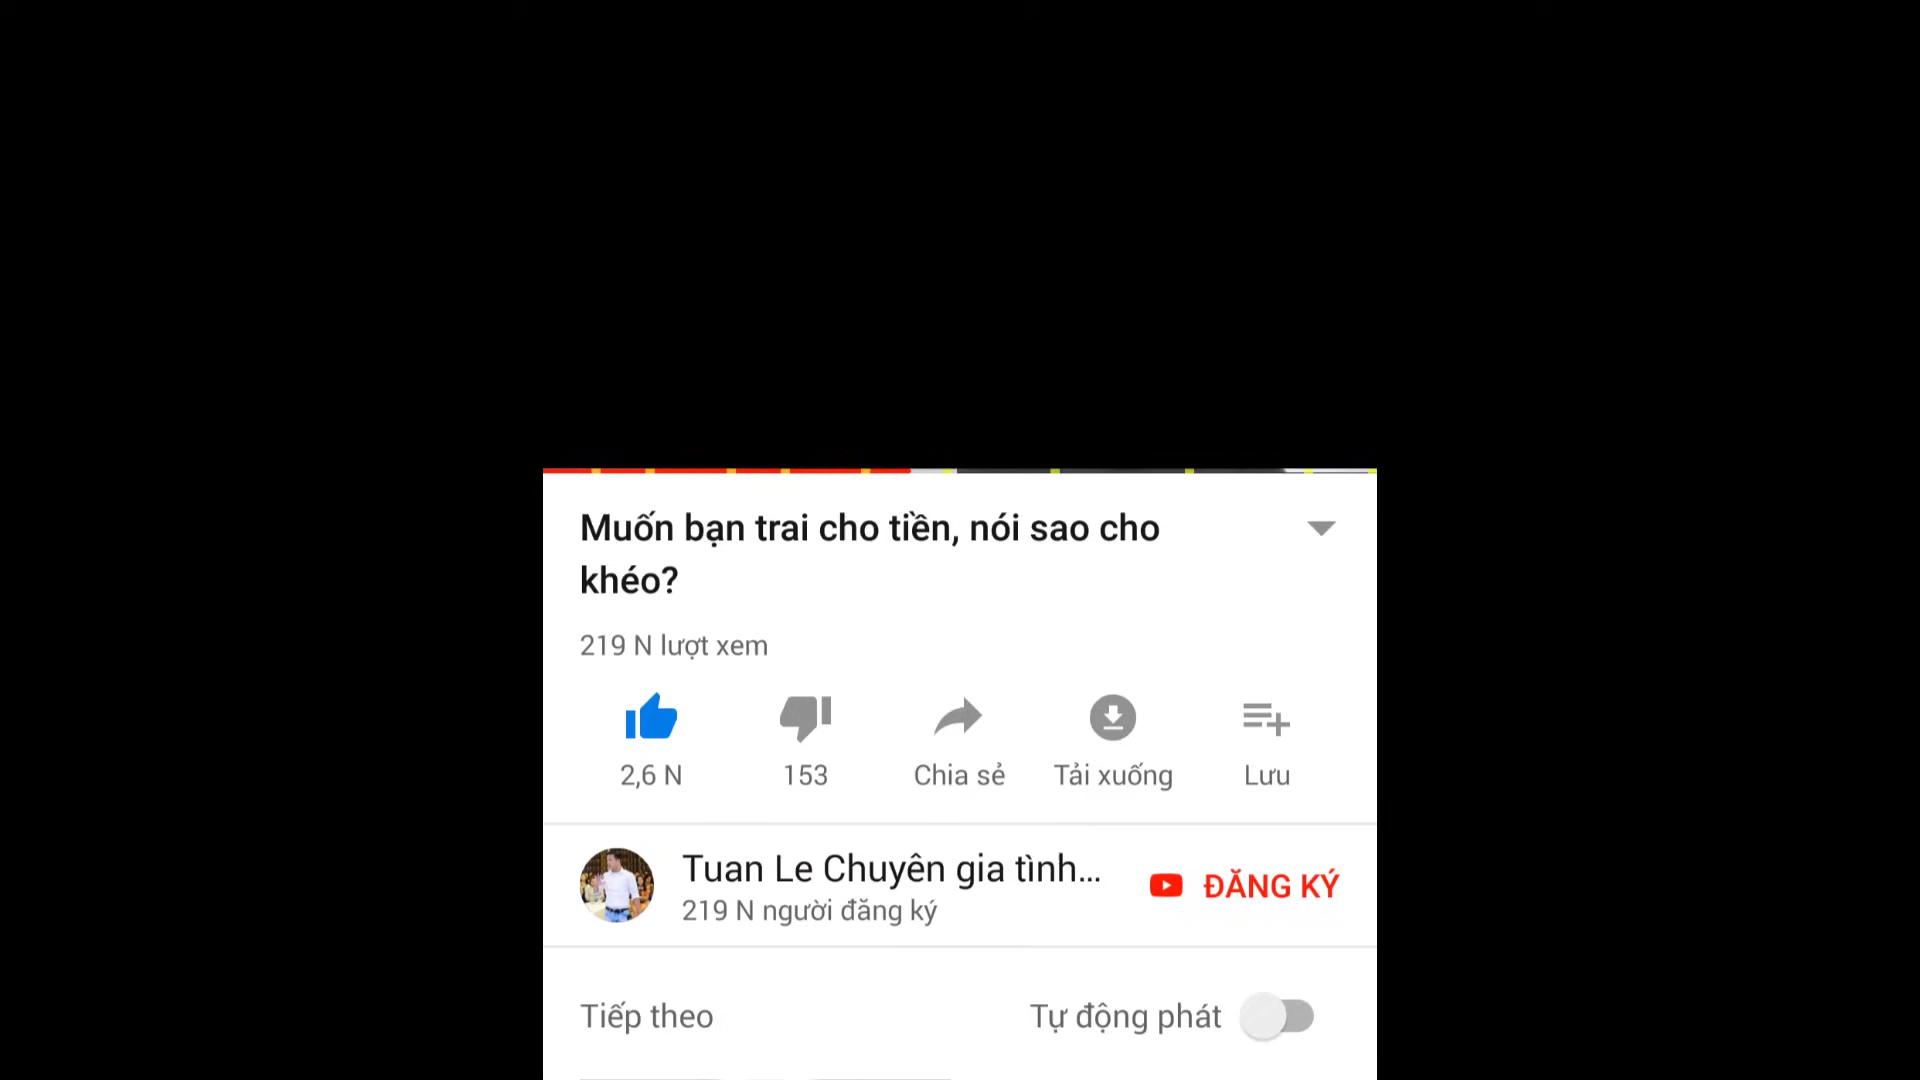 Muốn bạn trai cho tiền, nói sao cho
khéo?
219 N lượt xem
2,6 N 153 Chia sẻ Tải xuống Lưu
Tuan Le Chuyên gia tình...
219 N người đăng ký
ĐĂNG KÝ
Tiếp theo Tự động phát